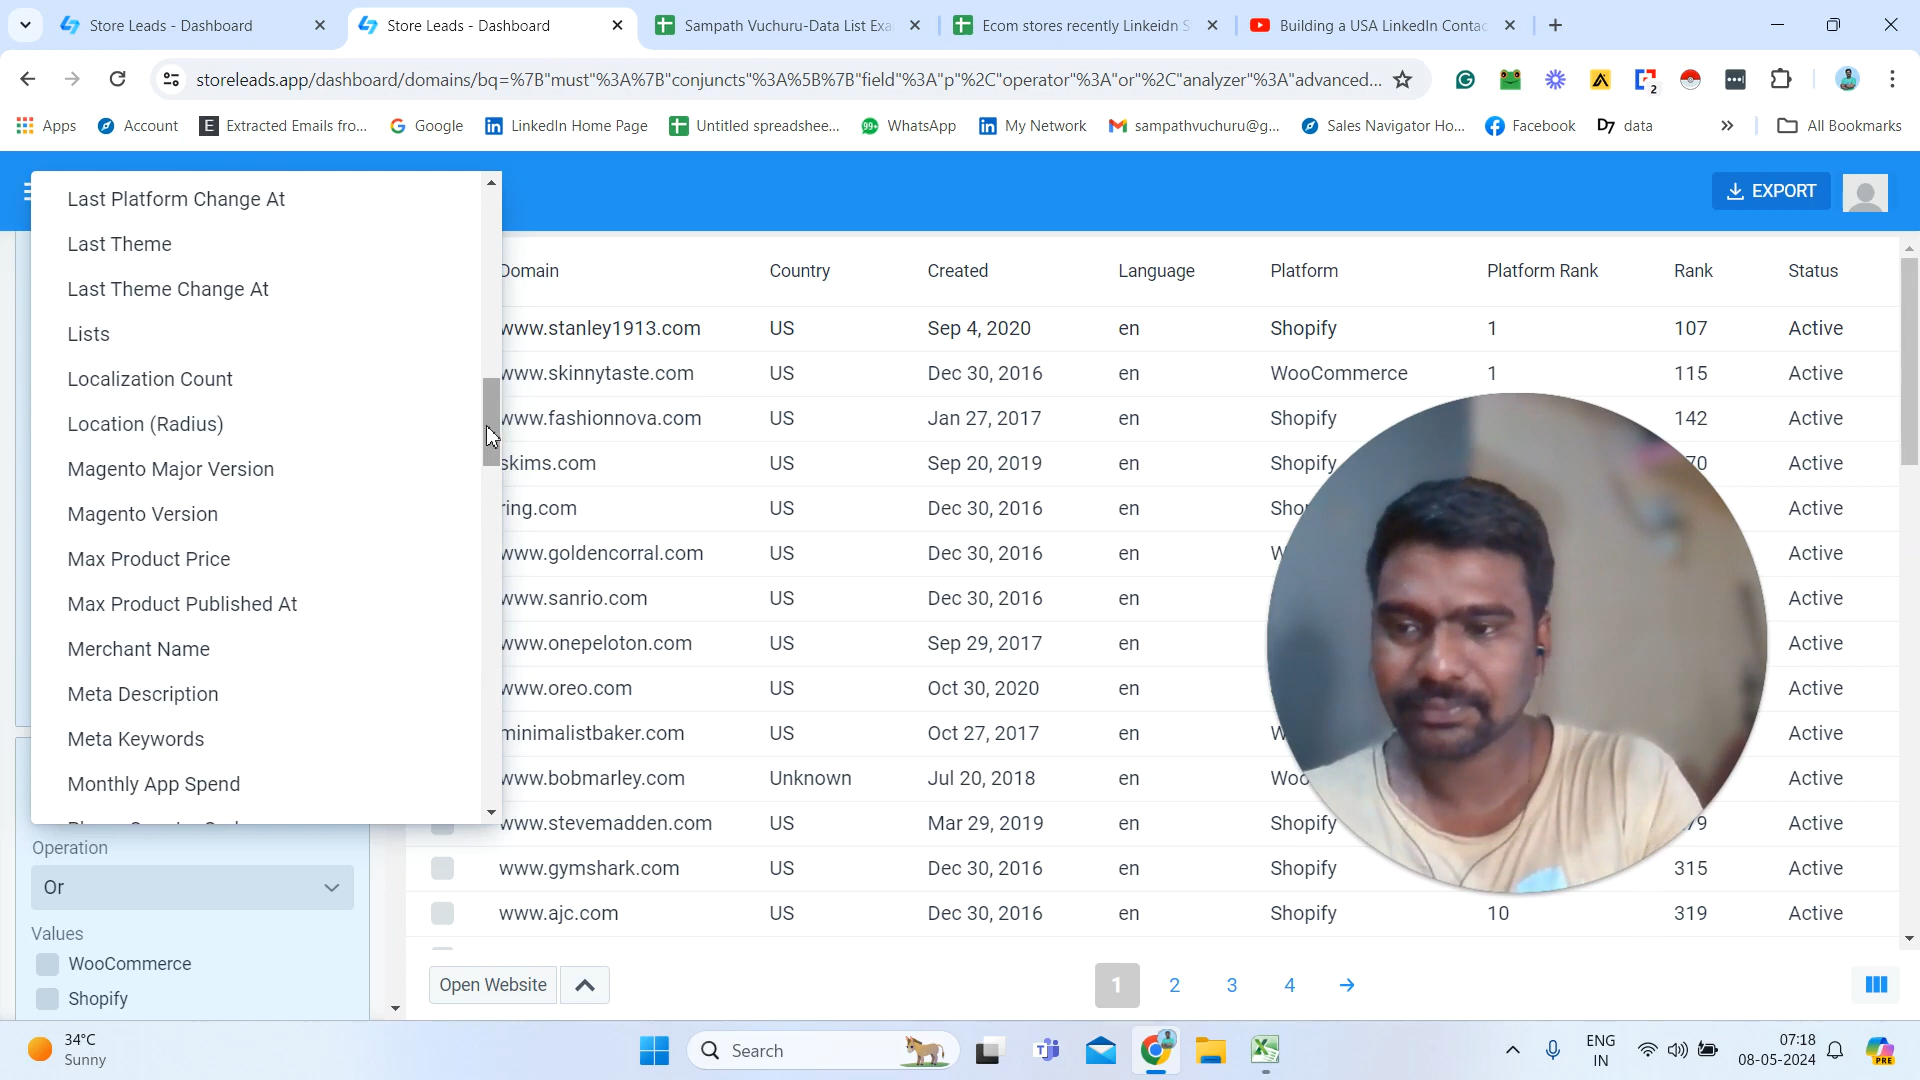 Store Leads - Dashboard
Store Leads - Dashboard
Sampath Vuchuru-Data List Exa
Ecom stores recently Linkeidn S
Building a USA LinkedIn Contac
storeleads.app/dashboard/domains/bq=%7B"must"%3A%7B"conjuncts"%3A%5B%7B"field"%3A"p"%2C"operator"%3A"or"%2C"analyzer"%3A"advanced...
2
Apps
Account
Extracted Emails fro...
Google
LinkedIn Home Page
Untitled spreadshee...
99+
WhatsApp
My Network
sampathvuchuru@g...
Sales Navigator Ho...
Facebook
D7 data
All Bookmarks
EXPORT
Last Platform Change At
Last Theme
Last Theme Change At
Lists
Localization Count
Location (Radius)
Magento Major Version
Magento Version
Max Product Price
Max Product Published At
Merchant Name
Meta Description
Meta Keywords
Monthly App Spend
Operation
Or
Values
WooCommerce
Shopify
Domain Country Created Language Platform Platform Rank Rank Status
www.stanley1913.com US Sep 4, 2020 en Shopify 1 107 Active
www.skinnytaste.com US Dec 30, 2016 en WooCommerce 1 115 Active
www.fashionnova.com US Jan 27, 2017 en Shopify 142 Active
skims.com US Sep 20, 2019 en Shopify 70 Active
ring.com US Dec 30, 2016 en Sho Active
www.goldencorral.com US Dec 30, 2016 en W Active
www.sanrio.com US Dec 30, 2016 en Active
www.onepeloton.com US Sep 29, 2017 en Active
www.oreo.com US Oct 30, 2020 en Active
minimalistbaker.com US Oct 27, 2017 en W Active
www.bobmarley.com Unknown Jul 20, 2018 en Woo Active
www.stevemadden.com US Mar 29, 2019 en Shopify 79 Active
www.gymshark.com US Dec 30, 2016 en Shopify 315 Active
www.ajc.com US Dec 30, 2016 en Shopify 10 319 Active
Open Website
1 2 3 4
34°C
Sunny
Search
ENG
IN
07:18
08-05-2024
PRE